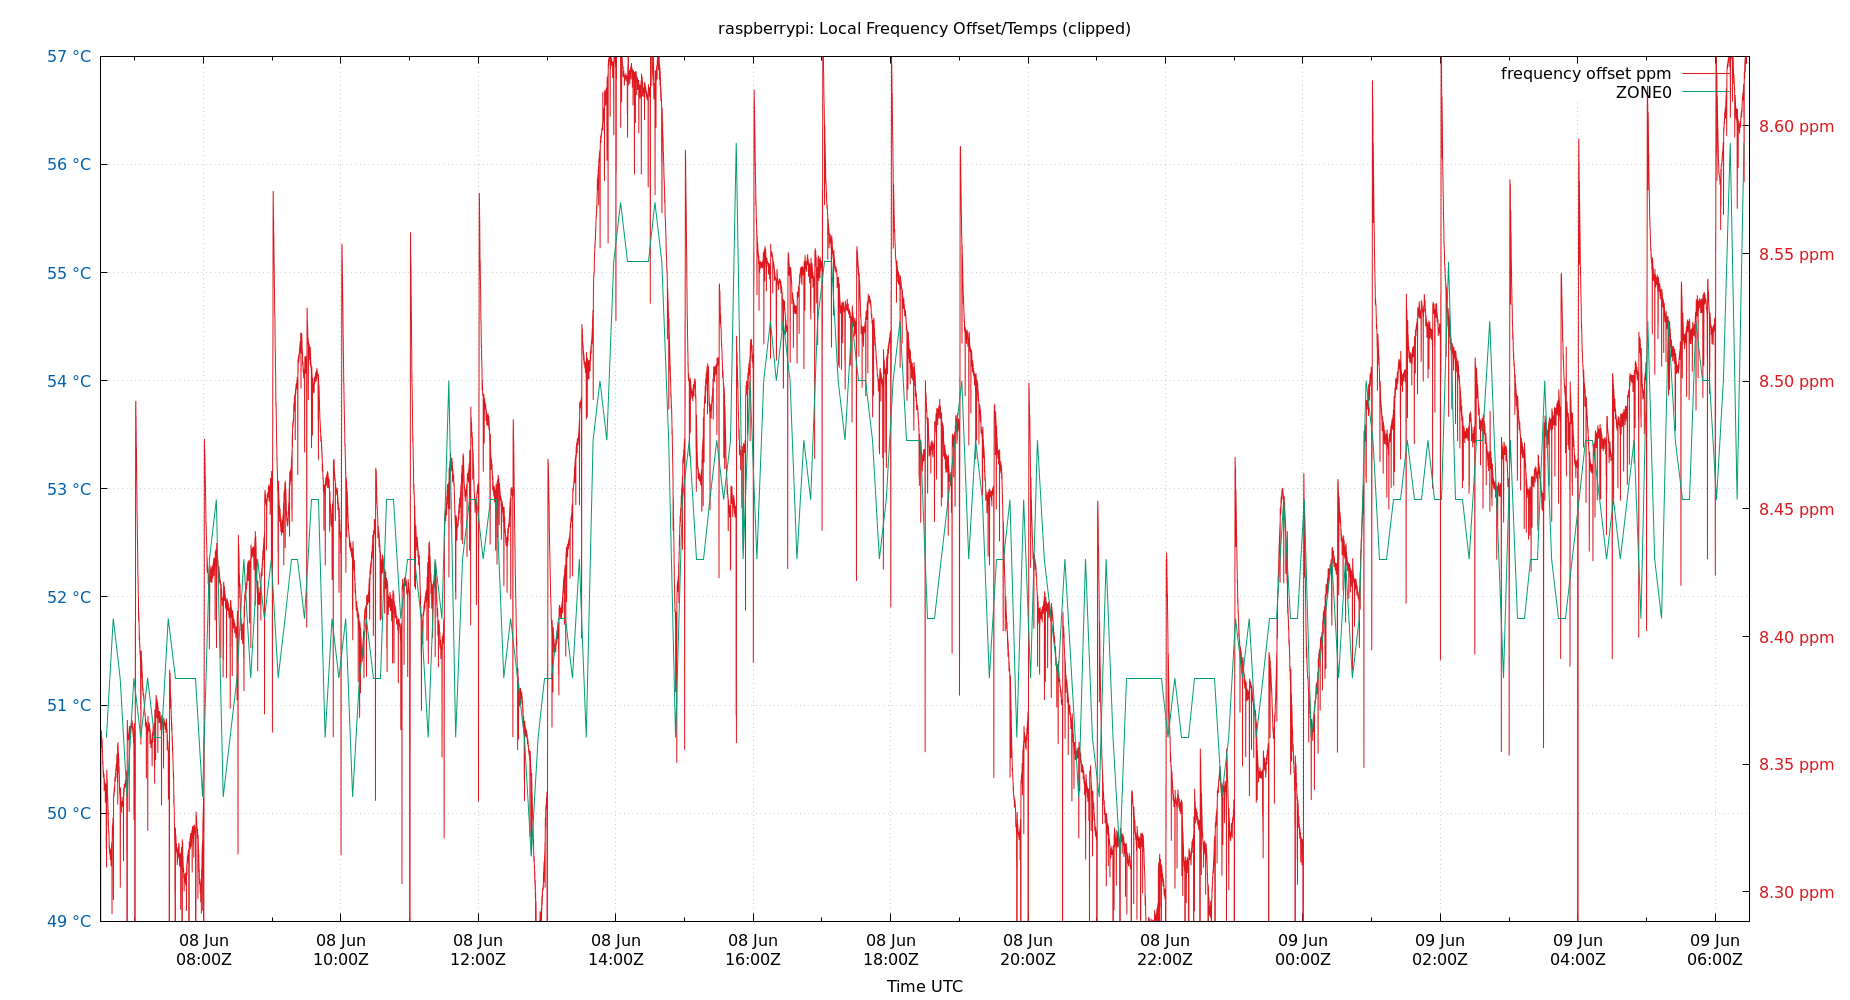 raspberrypi: Local Frequency Offset/Temps (clipped)
57 °C
56 °C
55 °C
54 °C
53 °C
52 °C
51 °C
50 °C
49 °C
frequency offset ppm
ZONE0
8.60 ppm
8.55 ppm
8.50 ppm
8.45 ppm
8.40 ppm
8.35 ppm
8.30 ppm
08 Jun 08 Jun 08 Jun 08 Jun 08 Jun 08 Jun 08 Jun 08 Jun 09 Jun 09 Jun 09 Jun 09 Jun
08:00Z 10:00Z 12:00Z 14:00Z 16:00Z 18:00Z 20:00Z 22:00Z 00:00Z 02:00Z 04:00Z 06:00Z
Time UTC